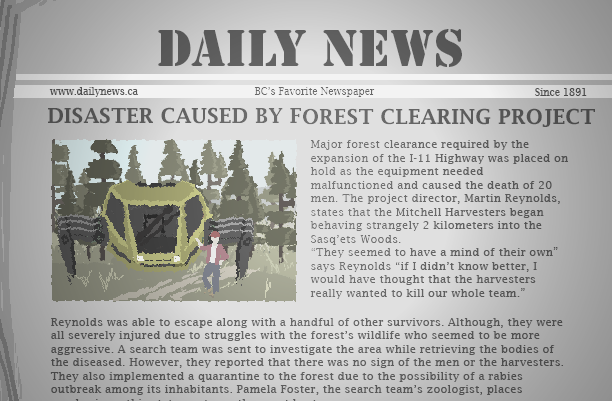 DAILY NEWS
www.dailynews.ca
BC's Favorite Newspaper
Since 1891
DISASTER CAUSED BY FOREST CLEARING PROJECT
Major forest clearance required by the
expansion of the I-11 Highway was placed on
hold as the equipment needed
malfunctioned and caused the death of 20
men. The project director, Martin Reynolds,
states that the Mitchell Harvesters began
behaving strangely 2 kilometers into the
Sasq'ets Woods.
"They seemed to have a mind of their own"
says Reynolds "if I didn't know better, I
would have thought that the harvesters
really wanted to kill our whole team."
Reynolds was able to escape along with a handful of other survivors. Although, they were
all severely injured due to struggles with the forest's wildlife who seemed to be more
aggressive. A search team was sent to investigate the area while retrieving the bodies of
the diseased. However, they reported that there was no sign of the men or the harvesters.
They also implemented a quarantine to the forest due to the possibility of a rabies
outbreak among its inhabitants. Pamela Foster, the search team's zoologist, places